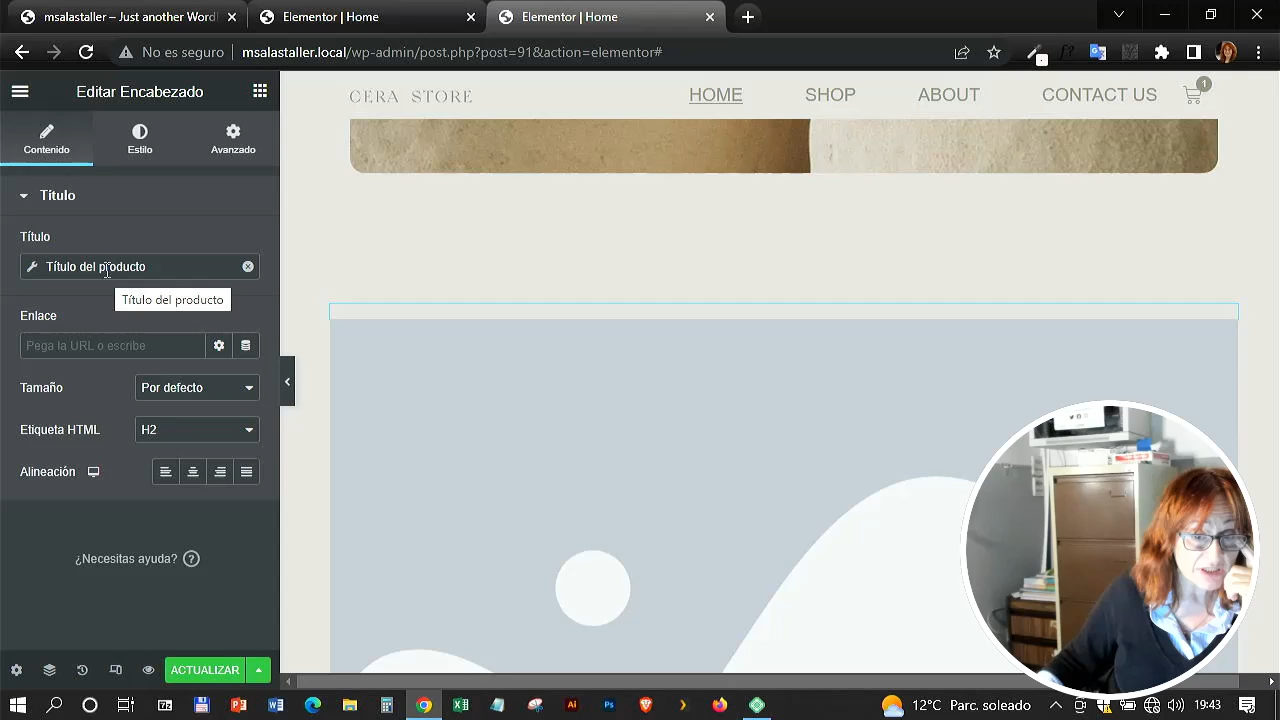 msalastaller – Just another Word
Elementor | Home
Elementor | Home
No es seguro
msalastaller.local/wp-admin/post.php?post=91&action=elementor#
Editar Encabezado
CERA STORE
HOME
SHOP
ABOUT
CONTACT US
1
Contenido
Estilo
Avanzado
Título
Título
Título del producto
Título del producto
Enlace
Pega la URL o escribe
Tamaño
Por defecto
Etiqueta HTML
H2
Alineación
¿Necesitas ayuda?
ACTUALIZAR
12°C Parc. soleado
19:43